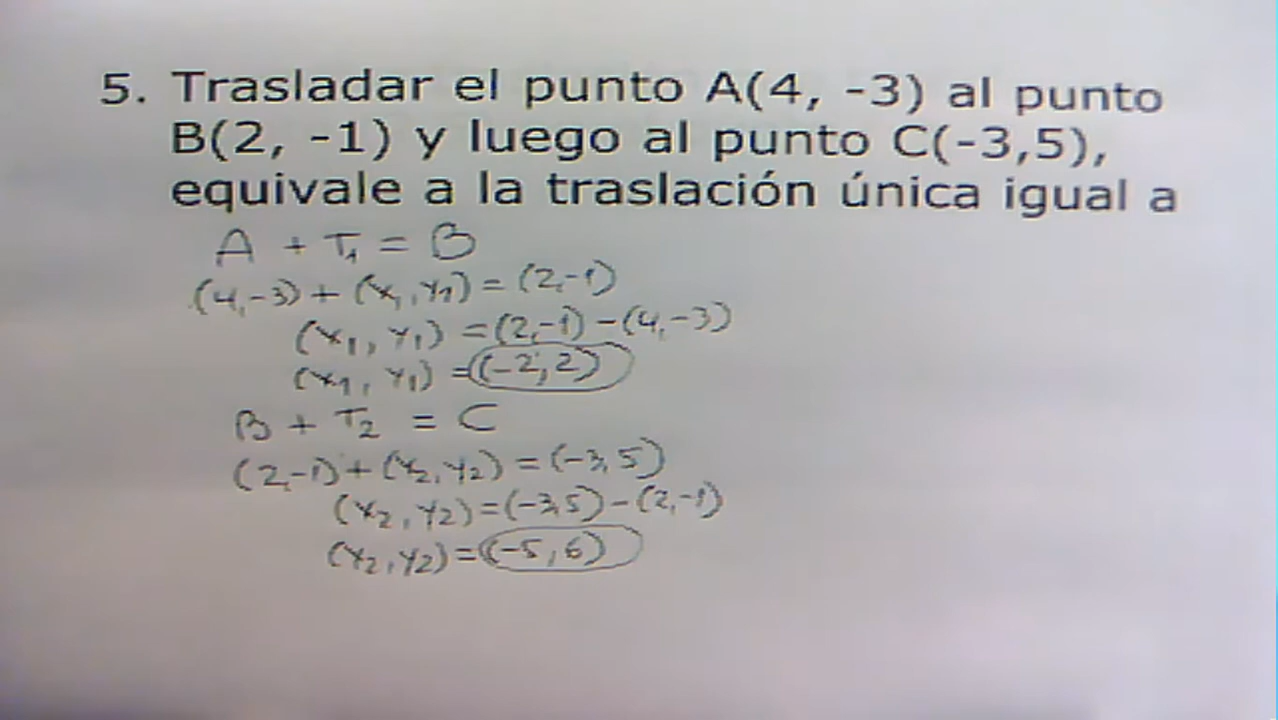 5. Trasladar el punto A(4, -3) al punto
B(2, -1) y luego al punto C(-3,5),
equivale a la traslación única igual a
A + T₁ = B
(4,-3) + (x₁, y₁) = (2,-1)
(x₁, y₁) = (2,-1) - (4,-3)
(x₁, y₁) = (-2, 2)
B + T₂ = C
(2,-1) + (x₂, y₂) = (-3, 5)
(x₂, y₂) = (-3,5) - (2,-1)
(x₂, y₂) = (-5, 6)